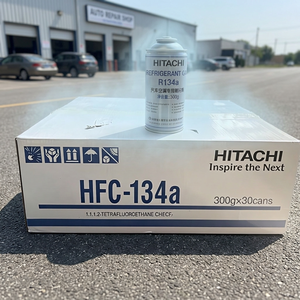 AUTO REPAIR SHOP
HITACHI
REFRIGERANT GAS
R134a
HITACHI
Inspire the Next
HFC-134a
300g×30cans
1.1.1.2-TETRAFLUOROETHANE